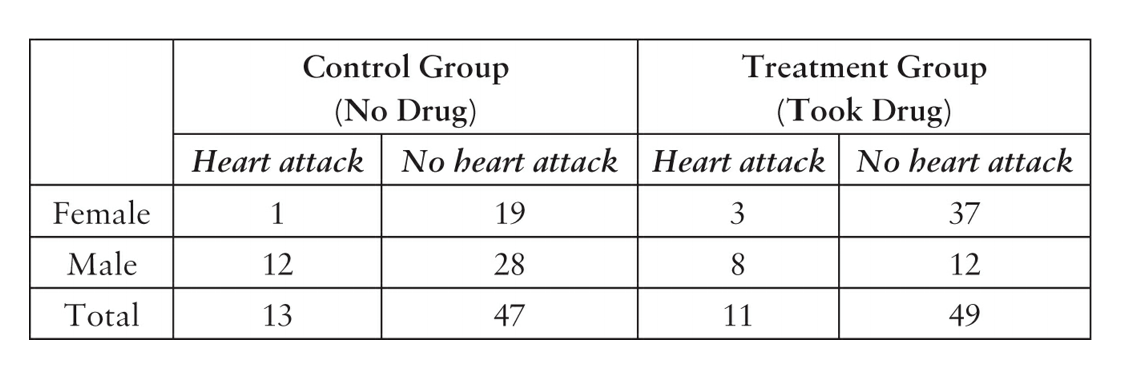 Control Group Treatment Group
(No Drug) (Took Drug)
Heart attack No heart attack Heart attack No heart attack
Female 1 19 3 37
Male 12 28 8 12
Total 13 47 11 49